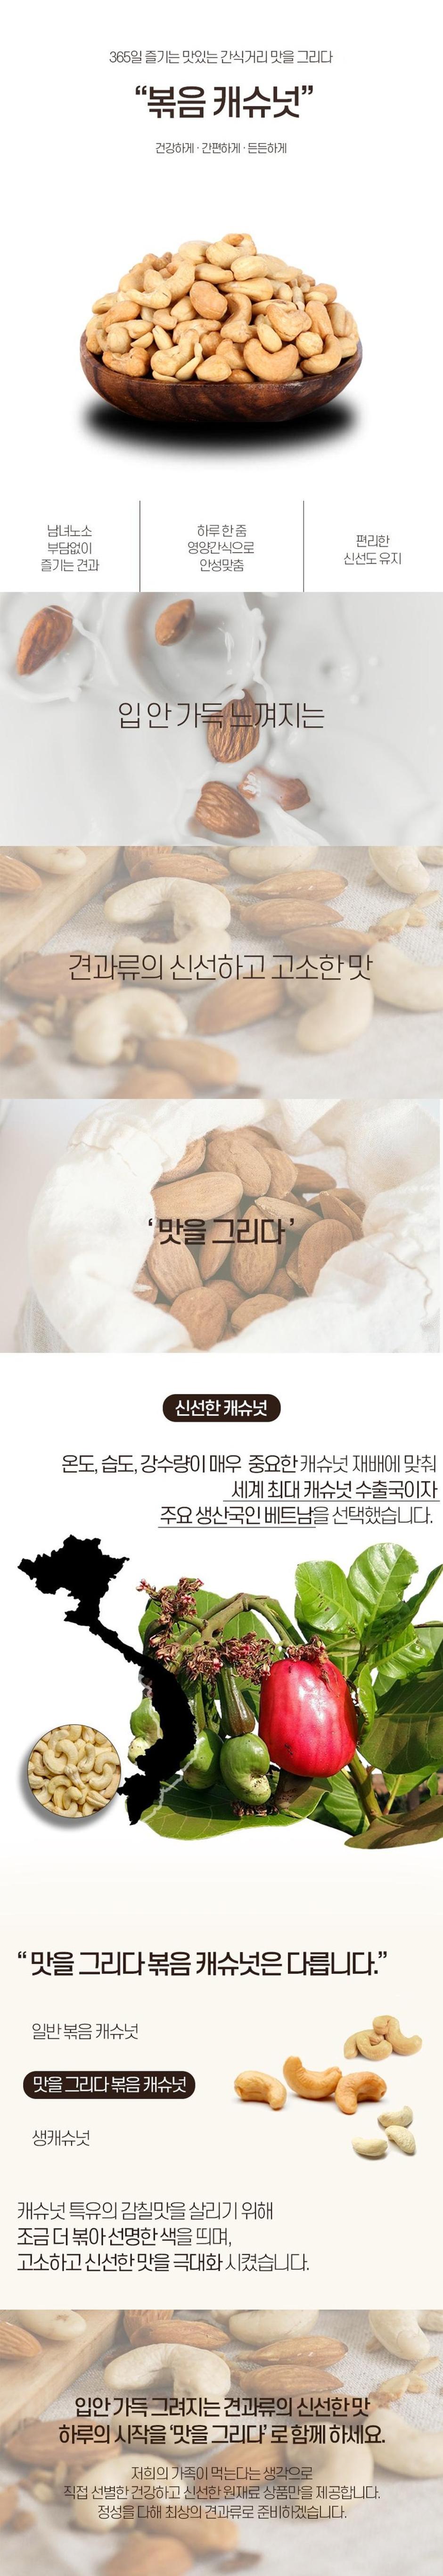 365일 즐기는 맛있는 간식거리 맛을 그리다
“볶음 캐슈넛”
건강하게 · 간편하게 · 든든하게
남녀노소
부담없이
즐기는 견과
하루 한 줌
영양간식으로
안성맞춤
편리한
신선도 유지
입 안 가득 느껴지는
견과류의 신선하고 고소한 맛
‘ 맛을 그리다 ’
신선한 캐슈넛
온도, 습도, 강수량이 매우 중요한 캐슈넛 재배에 맞춰
세계 최대 캐슈넛 수출국이자
주요 생산국인 베트남을 선택했습니다.
“ 맛을 그리다 볶음 캐슈넛은 다릅니다.”
일반 볶음 캐슈넛
맛을 그리다 볶음 캐슈넛
생캐슈넛
캐슈넛 특유의 감칠맛을 살리기 위해
조금 더 볶아 선명한 색을 띄며,
고소하고 신선한 맛을 극대화 시켰습니다.
입안 가득 그려지는 견과류의 신선한 맛
하루의 시작을 ‘맛을 그리다’ 로 함께 하세요.
저희의 가족이 먹는다는 생각으로
직접 선별한 건강하고 신선한 원재료 상품만을 제공합니다.
정성을 다해 최상의 견과류로 준비하겠습니다.